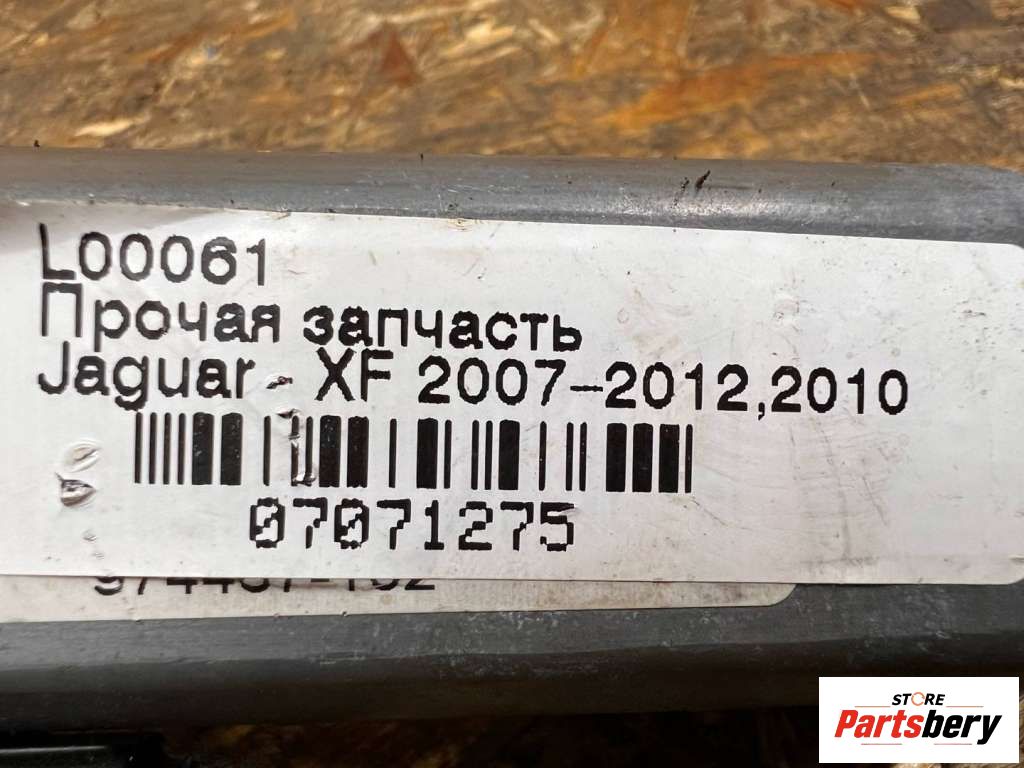 L00061
Прочая запчасть
Jaguar - XF 2007-2012,2010
07071275
STORE
Partsbery